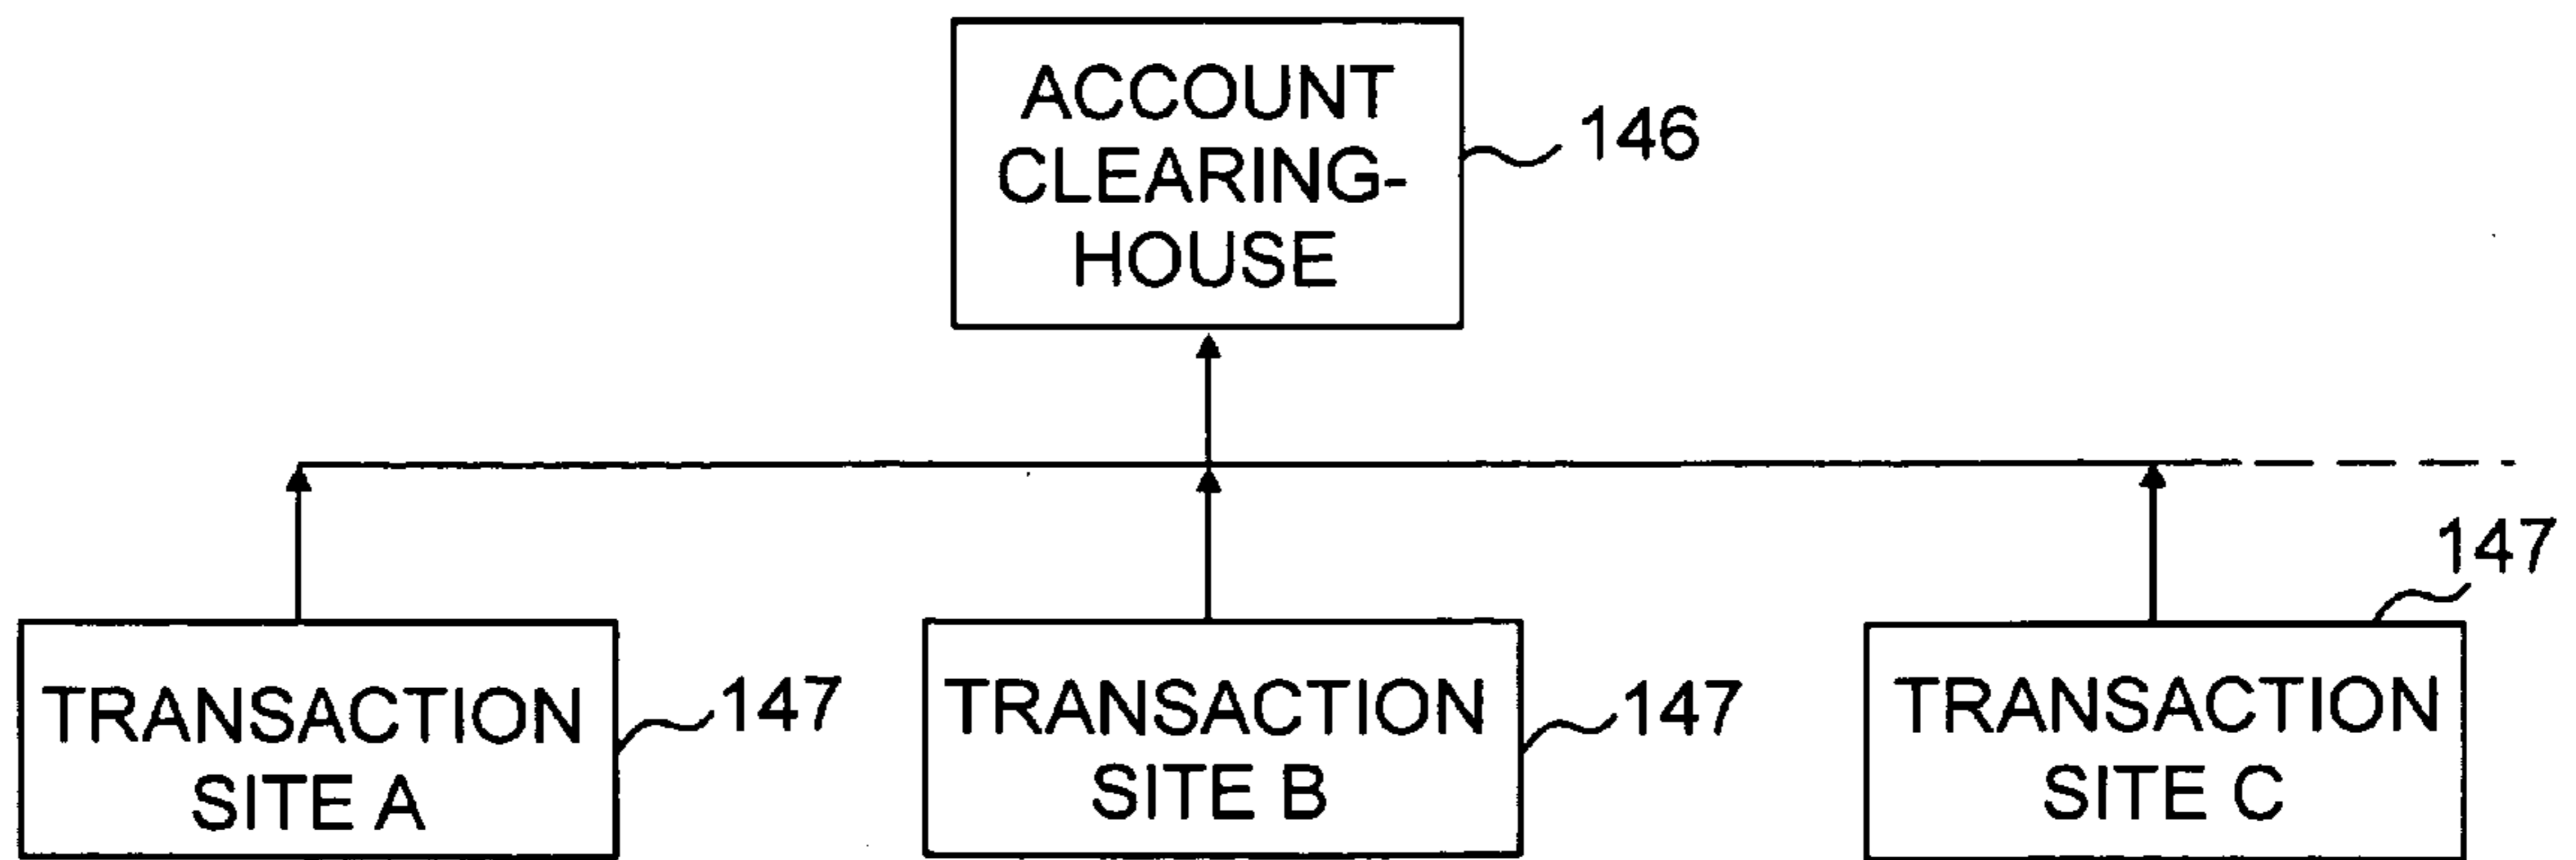 ACCOUNT
CLEARING-
HOUSE
146
TRANSACTION
SITE A
147
TRANSACTION
SITE B
147
TRANSACTION
SITE C
147